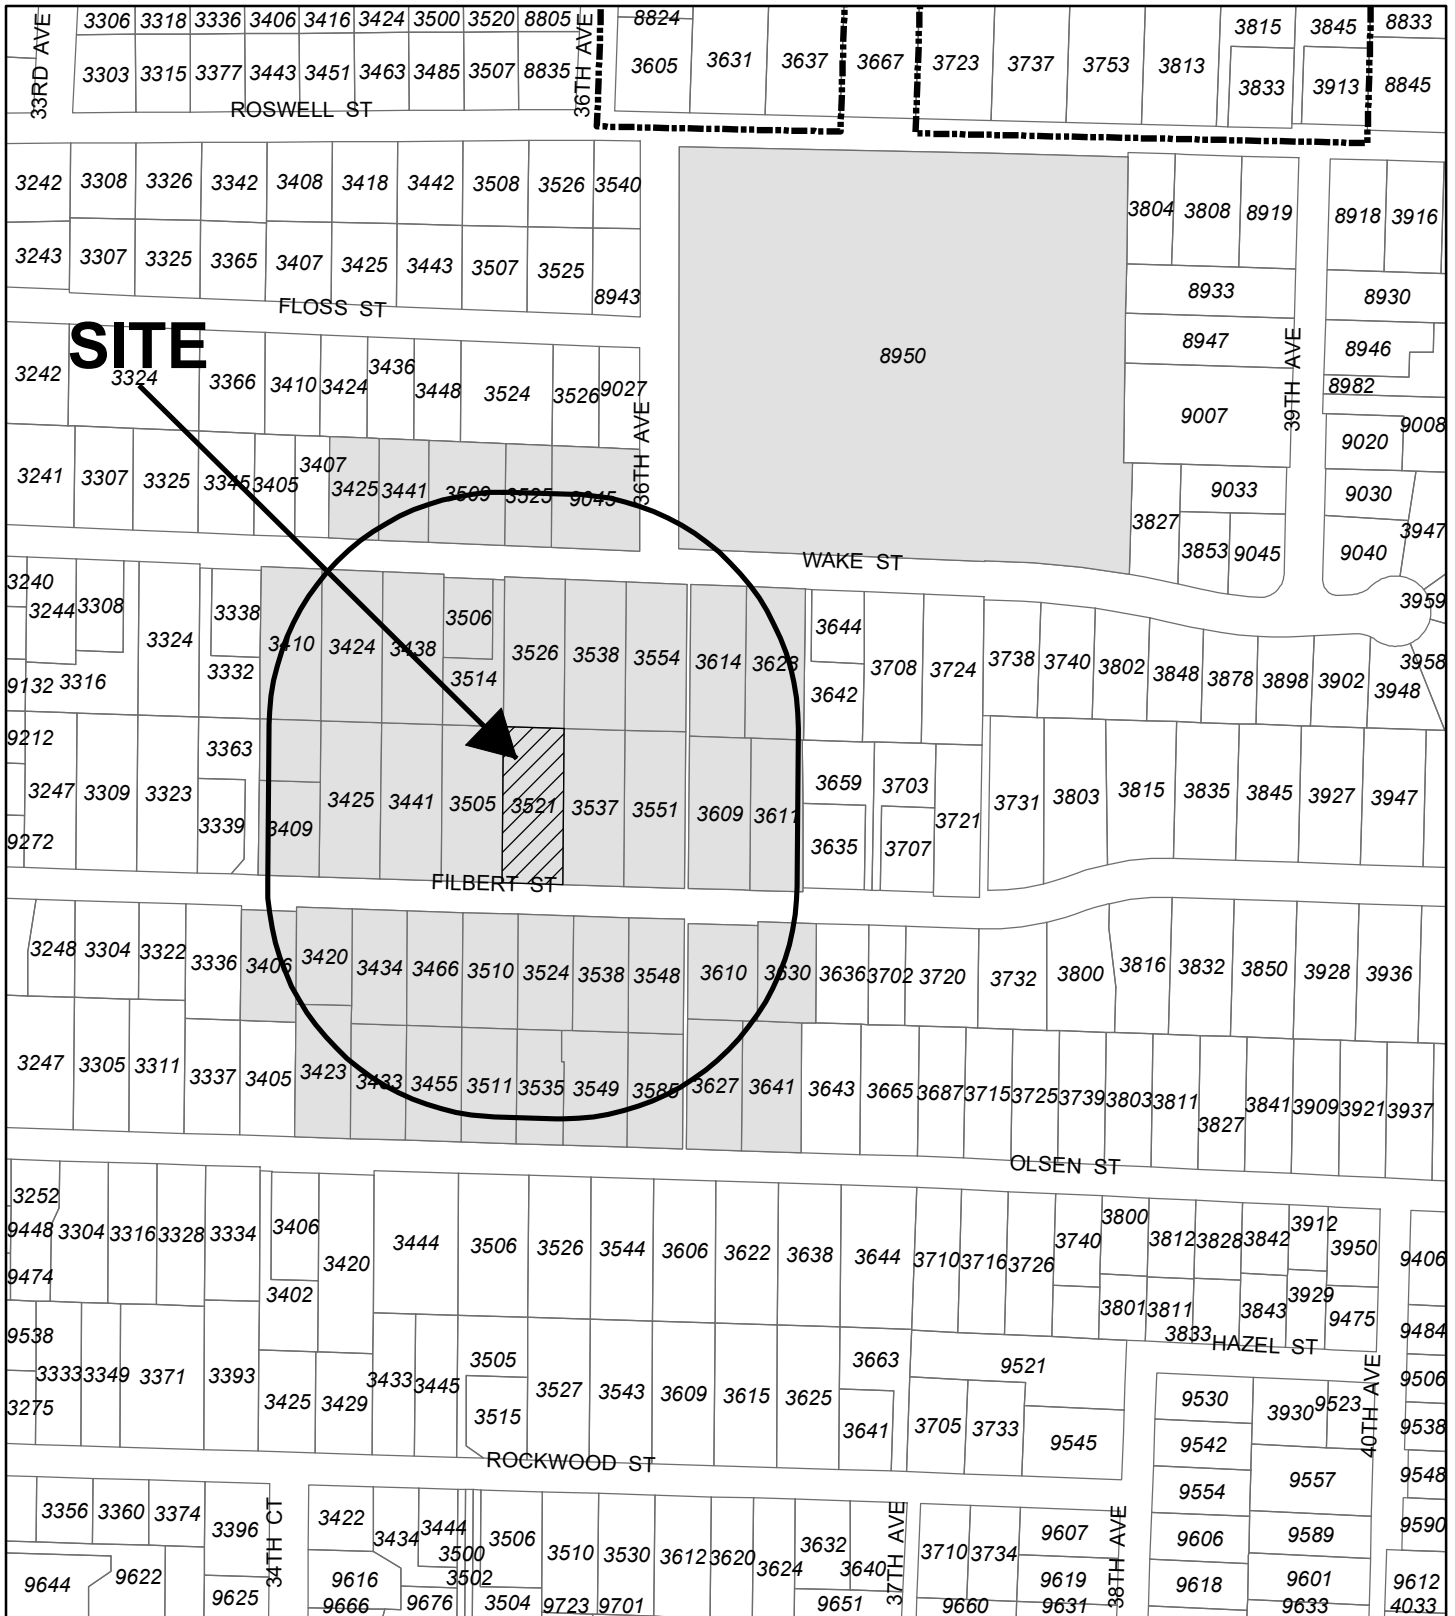 3306 3318 3336 3406 3416 3424 3500 3520 8805 8824 3815 3845 8833
33RD AVE 3303 3315 3377 3443 3451 3463 3485 3507 8835 36TH AVE 3605 3631 3637 3667 3723 3737 3753 3813 3833 3913 8845
ROSWELL ST
3242 3308 3326 3342 3408 3418 3442 3508 3526 3540 3804 3808 8919 8918 3916
3243 3307 3325 3365 3407 3425 3443 3507 3525 8943 8933 8930
FLOSS ST
SITE
8950 8947 39TH AVE 8946
3242 3324 3366 3410 3424 3436 3448 3524 3526 9027 8982
36TH AVE 9007 9020 9008
3241 3307 3325 3345 3405 3407 3425 3441 3509 3525 9045 9033 9030
3827 3853 9045 9040 3947
WAKE ST
3240 3244 3308 3338 3506 3644 3959
3324 3410 3424 3438 3526 3538 3554 3614 3628 3708 3724 3738 3740 3802 3848 3878 3898 3902 3958
9132 3316 3332 3514 3642 3948
9212 3363 3659 3703
3247 3309 3323 3425 3441 3505 3521 3537 3551 3609 3611 3731 3803 3815 3835 3845 3927 3947
9272 3339 3409 3635 3707 3721
FILBERT ST
3248 3304 3322 3336 3406 3420 3434 3466 3510 3524 3538 3548 3610 3630 3636 3702 3720 3732 3800 3816 3832 3850 3928 3936
3247 3305 3311 3337 3405 3423 3433 3455 3511 3535 3549 3585 3627 3641 3643 3665 3687 3715 3725 3739 3803 3811 3827 3841 3909 3921 3937
OLSEN ST
3252 3406 3800 3912
9448 3304 3316 3328 3334 3420 3444 3506 3526 3544 3606 3622 3638 3644 3710 3716 3726 3740 3812 3828 3842 3950 9406
9474 3402 3801 3811 3843 3929 9475
9538 3833 HAZEL ST 9484
3333 3349 3371 3393 3505 3663 9521 40TH AVE 9506
3275 3425 3429 3433 3445 3515 3527 3543 3609 3615 3625 3641 3705 3733 9545 9530 3930 9523 9538
9542
ROCKWOOD ST
9554 9557 9548
3356 3360 3374 3396 34TH CT 3422 3434 3444 3500 3506 3510 3530 3612 3620 3624 3632 3640 37TH AVE 3710 3734 9607 38TH AVE 9606 9589 9590
9644 9622 9625 9616 3502 9619 9618 9601 9612
9666 9676 3504 9723 9701 9651 9660 9631 9633 4033